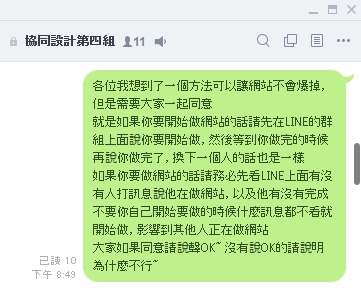 協同設計第四組 11
各位我想到了一個方法可以讓網站不會爆掉,
但是需要大家一起同意
就是如果你要開始做網站的話請先在LINE的群
組上面說你要開始做, 然後等到你做完的時候
再說你做完了, 換下一個人的話也是一樣
如果你要做網站的話請務必先看LINE上面有沒
有人打訊息說他在做網站, 以及他有沒有完成
不要你自己開始要做的時候什麼訊息都不看就
開始做, 影響到其他人正在做網站
大家如果同意請說聲OK~ 沒有說OK的請說明
為什麼不行~
已讀 10
下午 8:49